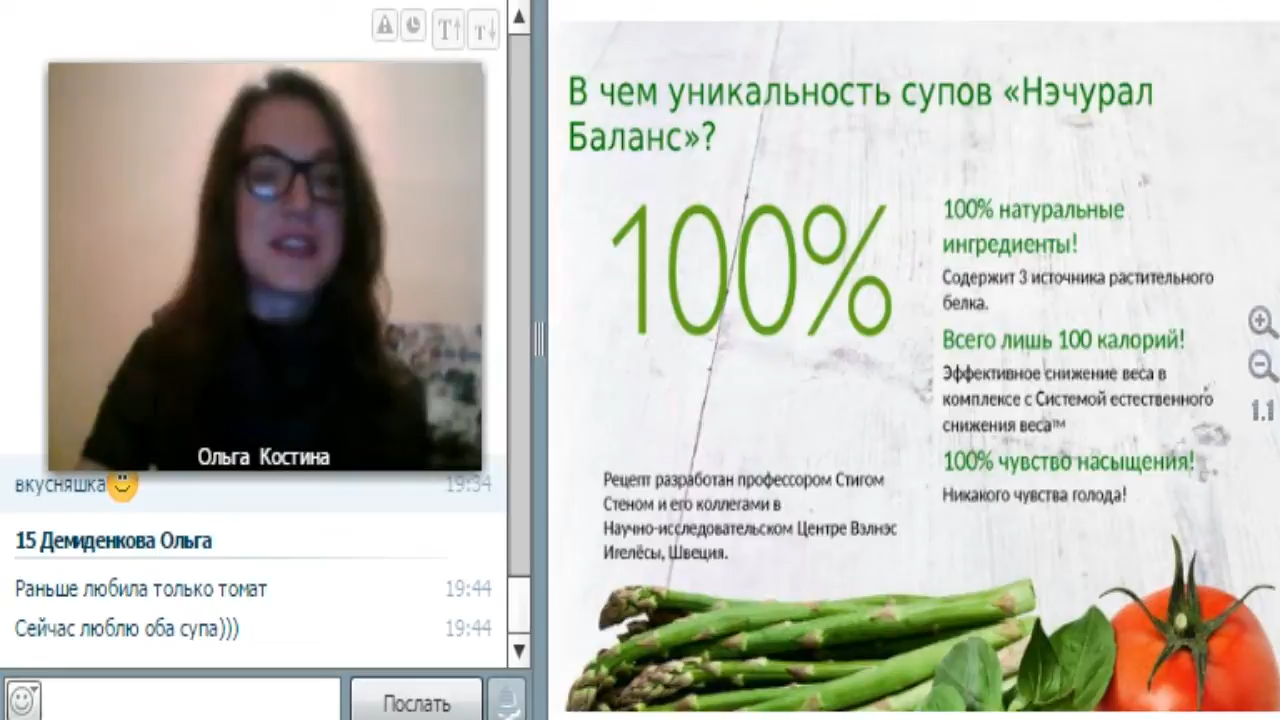 Ольга Костина
вкусняшка
19:34
15 Демиденкова Ольга
Раньше любила только томат
19:44
Сейчас люблю оба супа)))
19:44
Послать
В чем уникальность супов «Нэчурал
Баланс»?
100%
Рецепт разработан профессором Стигом
Стеном и его коллегами в
Научно-исследовательском Центре Вэлнэс
Игелёсы, Швеция.
100% натуральные
ингредиенты!
Содержит 3 источника растительного
белка.
Всего лишь 100 калорий!
Эффективное снижение веса в
комплексе с Системой естественного
снижения веса™
100% чувство насыщения!
Никакого чувства голода!
1.1